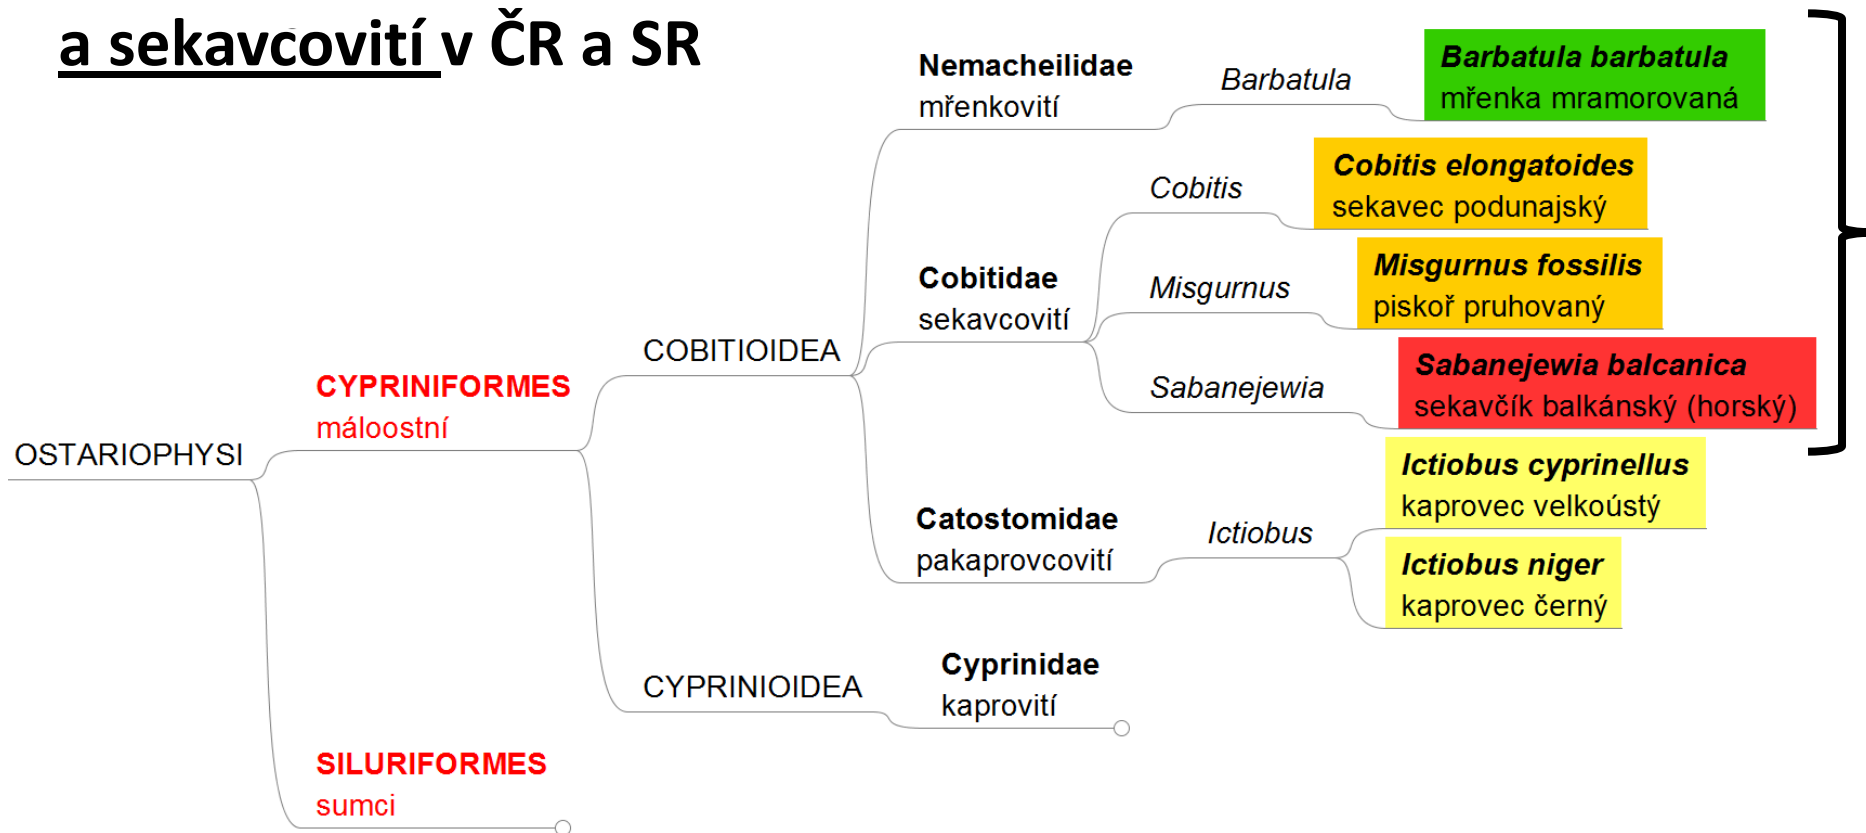 a sekavcovití v ČR a SR
Nemacheilidae
mřenkovití
Barbatula
Barbatula barbatula
mřenka mramorovaná
Cobitis
Cobitis elongatoides
sekavec podunajský
Cobitidae
sekavcovití
Misgurnus
Misgurnus fossilis
piskoř pruhovaný
COBITIOIDEA
Sabanejewia
Sabanejewia balcanica
sekavčík balkánský (horský)
CYPRINIFORMES
máloostní
OSTARIOPHYSI
Catostomidae
pakaprovcovití
Ictiobus
Ictiobus cyprinellus
kaprovec velkoústý
Ictiobus niger
kaprovec černý
CYPRINIOIDEA
Cyprinidae
kaprovití
SILURIFORMES
sumci